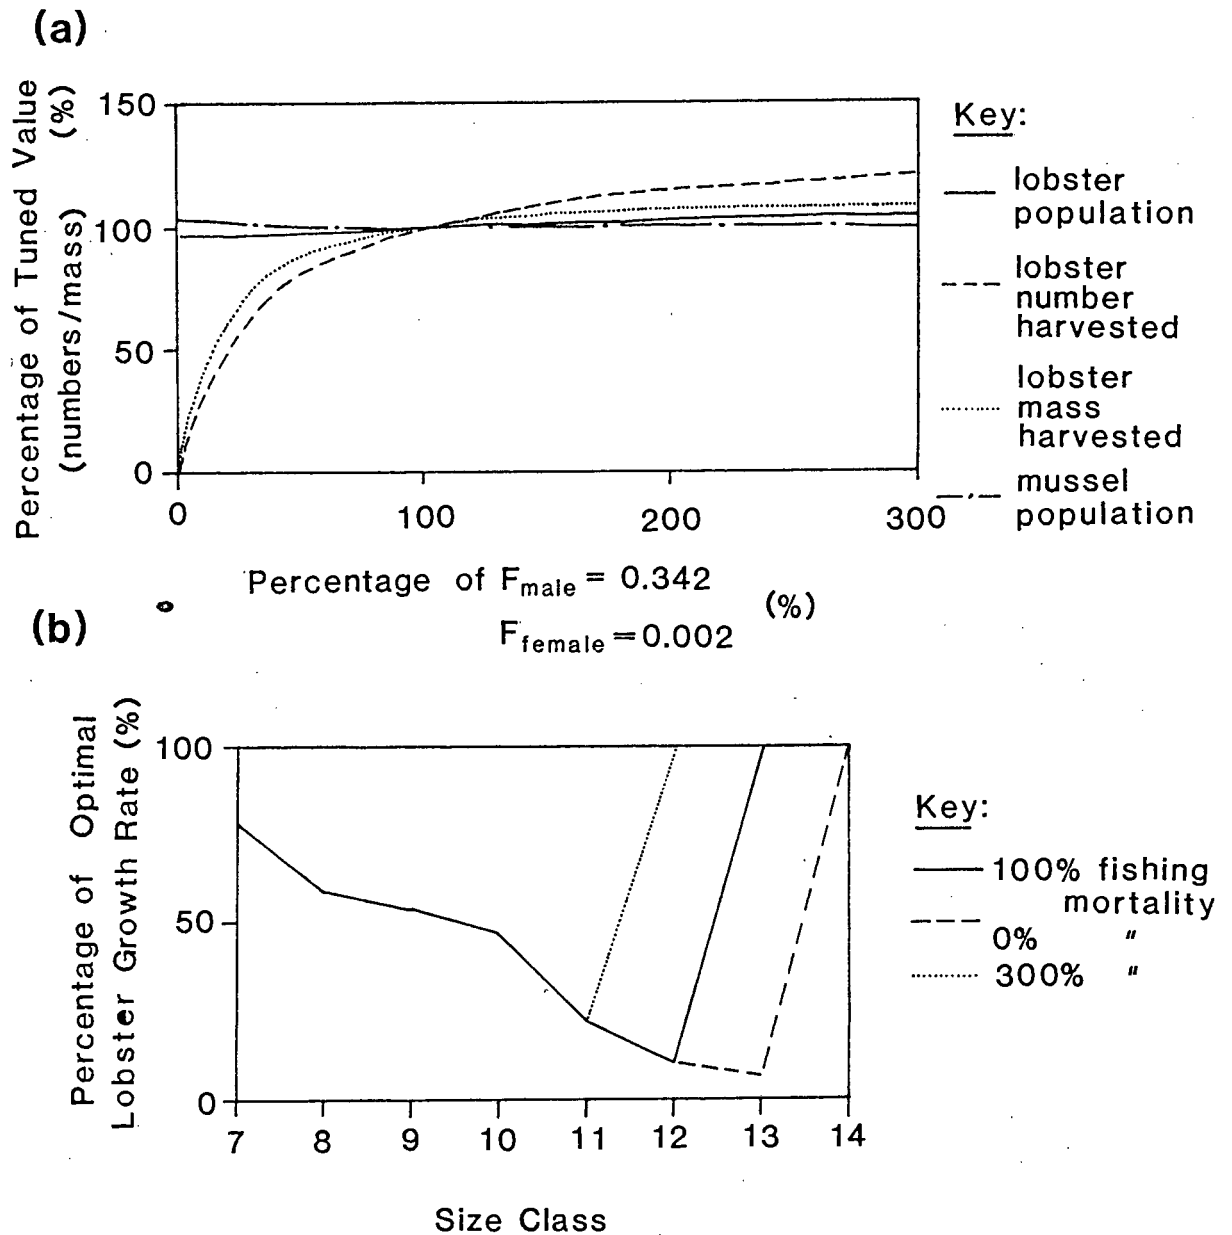 (a)
Percentage of Tuned Value (%)
(numbers/mass)
150
100
50
0
0
100
200
300
Percentage of F male = 0.342
F female = 0.002
(%)
Key:
lobster
population
lobster
number
harvested
lobster
mass
harvested
mussel
population
(b)
Percentage of Optimal
Lobster Growth Rate (%)
100
50
0
7
8
9
10
11
12
13
14
Size Class
Key:
100% fishing
mortality
0% "
300% "